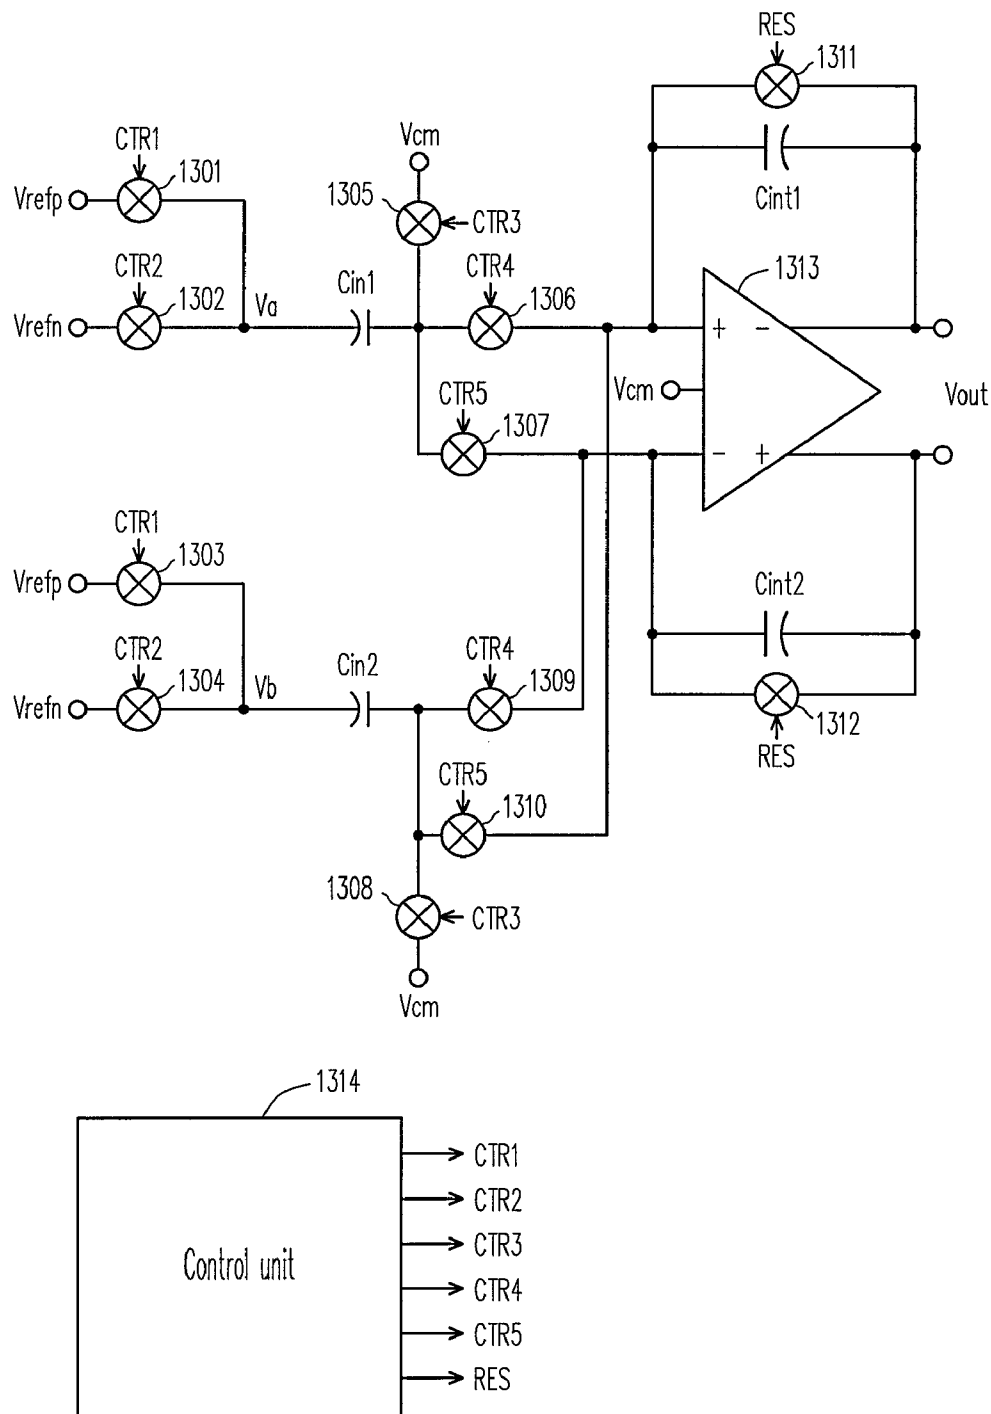 RES
1311
Cint1
CTR1
1301
Vrefp
Vcm
1305
CTR3
CTR2
1302
Vrefn
Va
Cin1
CTR4
1306
1313
+
−
Vcm
Vout
CTR5
1307
−
+
CTR1
1303
Vrefp
Cint2
CTR2
1304
Vrefn
Vb
Cin2
CTR4
1309
1312
RES
CTR5
1310
1308
CTR3
Vcm
1314
Control unit
CTR1
CTR2
CTR3
CTR4
CTR5
RES